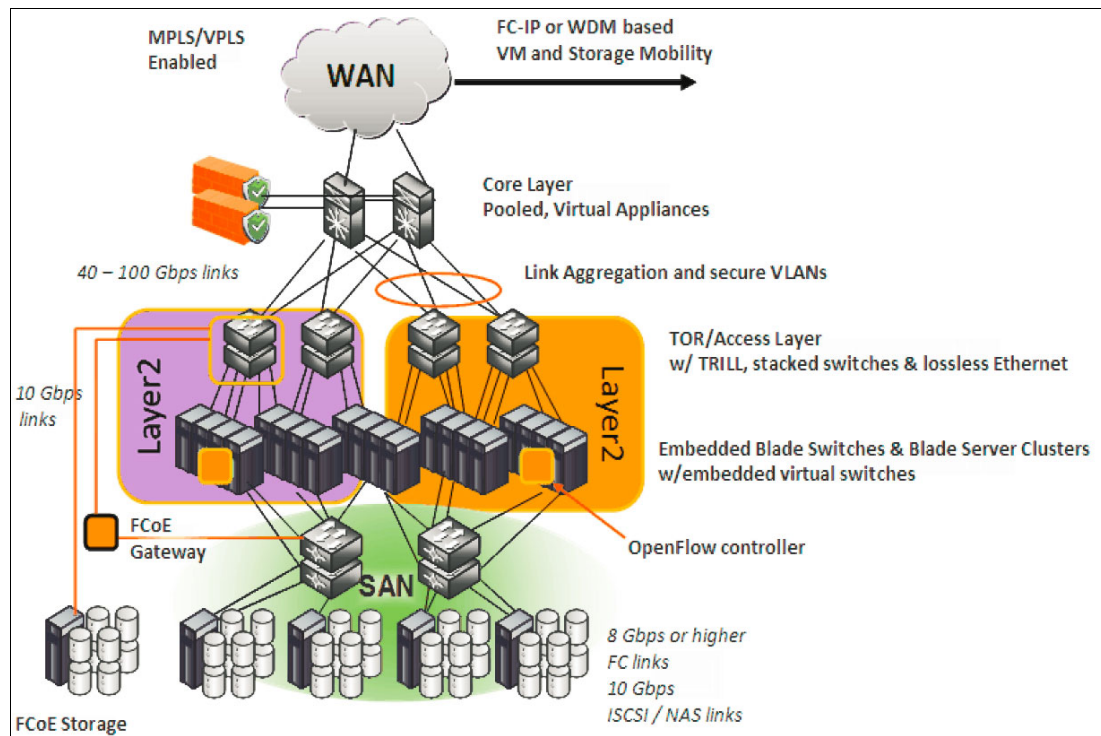 MPLS/VPLS
Enabled
FC-IP or WDM based
VM and Storage Mobility
WAN
Core Layer
Pooled, Virtual Appliances
40 – 100 Gbps links
Link Aggregation and secure VLANs
Layer2
Layer2
TOR/Access Layer
w/ TRILL, stacked switches & lossless Ethernet
10 Gbps
links
Embedded Blade Switches & Blade Server Clusters
w/embedded virtual switches
FCoE
Gateway
OpenFlow controller
SAN
8 Gbps or higher
FC links
10 Gbps
ISCSI / NAS links
FCoE Storage